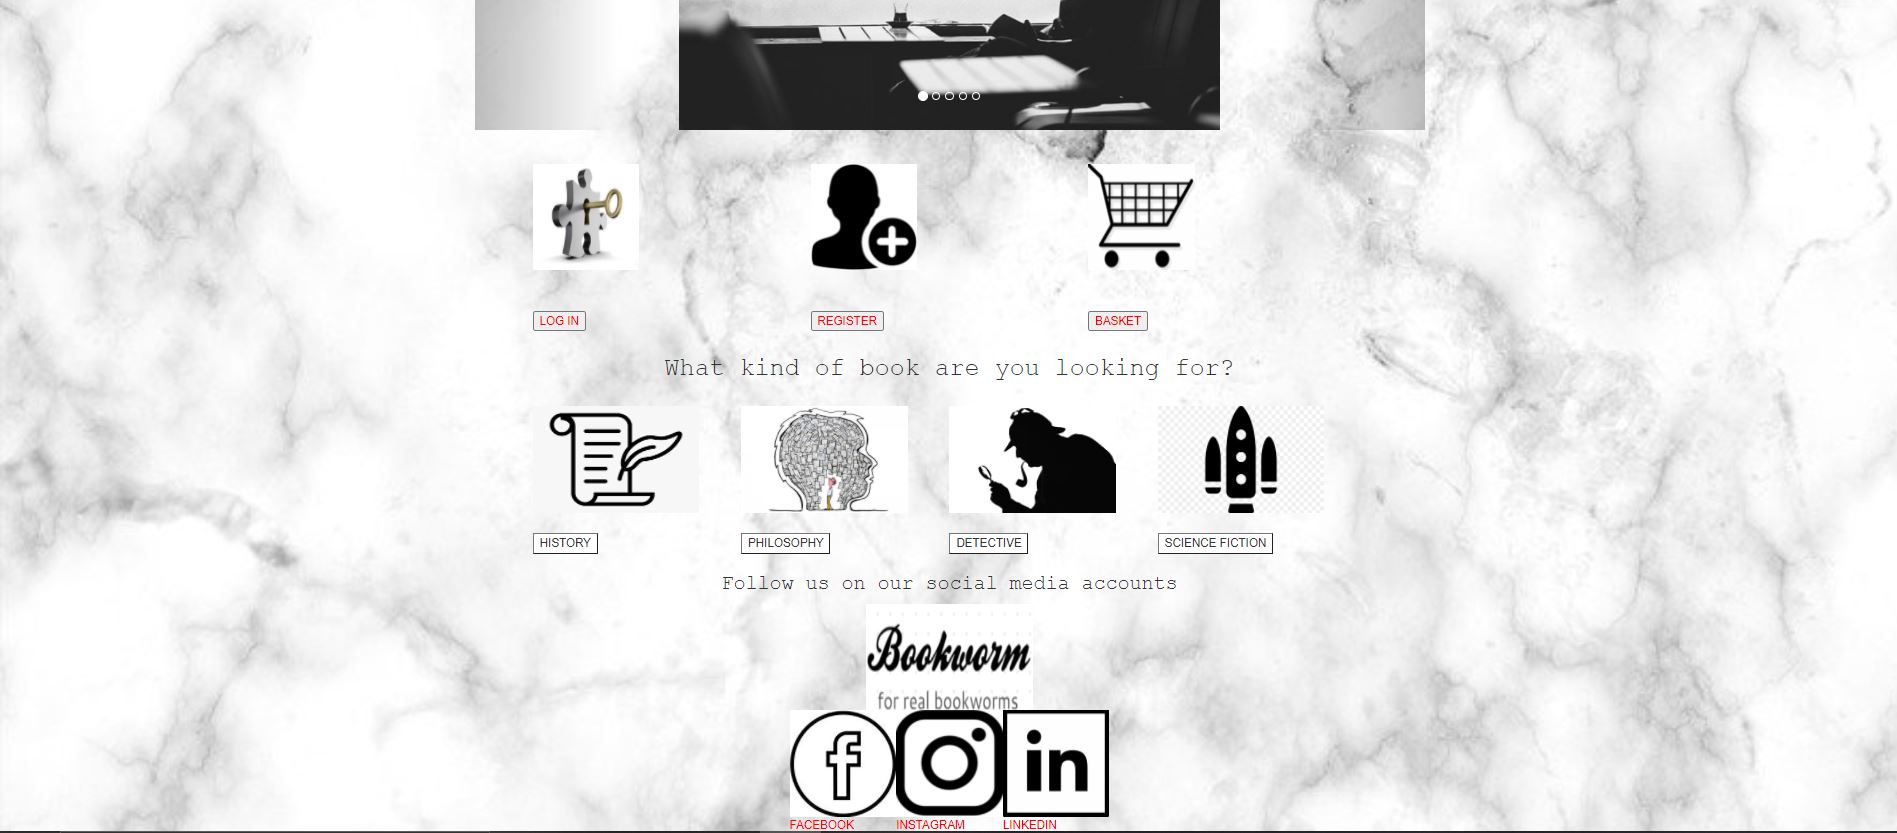 LOG IN
REGISTER
BASKET
What kind of book are you looking for?
HISTORY
PHILOSOPHY
DETECTIVE
SCIENCE FICTION
Follow us on our social media accounts
Bookworm
for real bookworms
f
in
FACEBOOK
INSTAGRAM
LINKEDIN